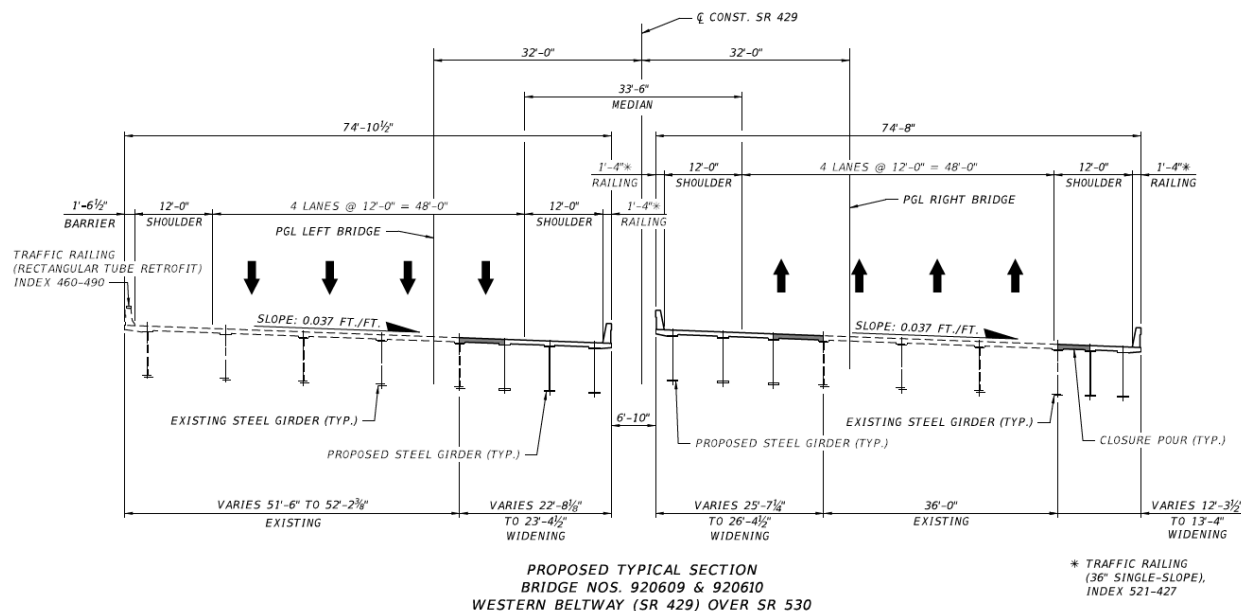 ℄ CONST. SR 429
32'-0"
32'-0"
33'-6"
MEDIAN
74'-10½"
74'-8"
1'-4"*
RAILING
12'-0"
SHOULDER
4 LANES @ 12'-0" = 48'-0"
12'-0"
SHOULDER
1'-4"*
RAILING
1'-6½"
BARRIER
12'-0"
SHOULDER
4 LANES @ 12'-0" = 48'-0"
12'-0"
SHOULDER
1'-4"*
RAILING
PGL LEFT BRIDGE
PGL RIGHT BRIDGE
TRAFFIC RAILING
(RECTANGULAR TUBE RETROFIT)
INDEX 460-490
SLOPE: 0.037 FT./FT.
SLOPE: 0.037 FT./FT.
EXISTING STEEL GIRDER (TYP.)
PROPOSED STEEL GIRDER (TYP.)
6'-10"
PROPOSED STEEL GIRDER (TYP.)
EXISTING STEEL GIRDER (TYP.)
CLOSURE POUR (TYP.)
VARIES 51'-6" TO 52'-2⅜"
EXISTING
VARIES 22'-8⅛"
TO 23'-4½"
WIDENING
VARIES 25'-7¼"
TO 26'-4½"
WIDENING
36'-0"
EXISTING
VARIES 12'-3½"
TO 13'-4"
WIDENING
PROPOSED TYPICAL SECTION
BRIDGE NOS. 920609 & 920610
WESTERN BELTWAY (SR 429) OVER SR 530
* TRAFFIC RAILING
(36" SINGLE-SLOPE),
INDEX 521-427